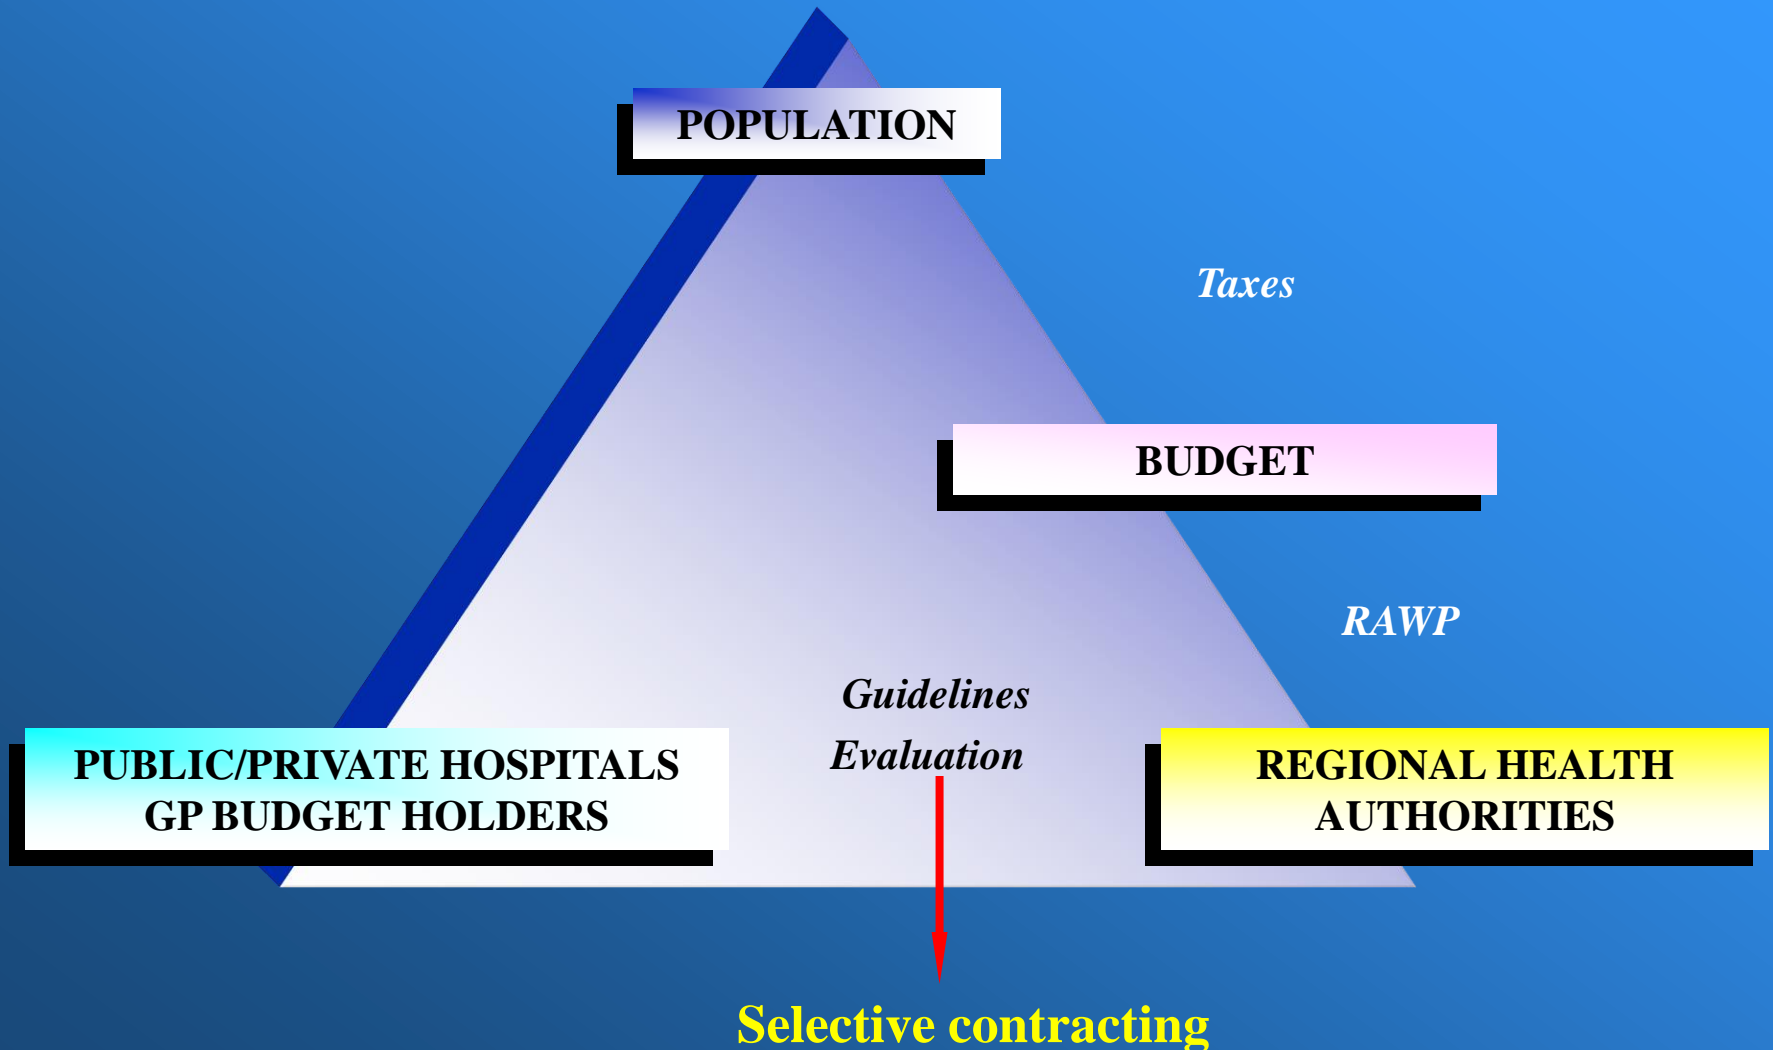 POPULATION
Taxes
BUDGET
RAWP
Guidelines
Evaluation
PUBLIC/PRIVATE HOSPITALS
GP BUDGET HOLDERS
REGIONAL HEALTH
AUTHORITIES
Selective contracting